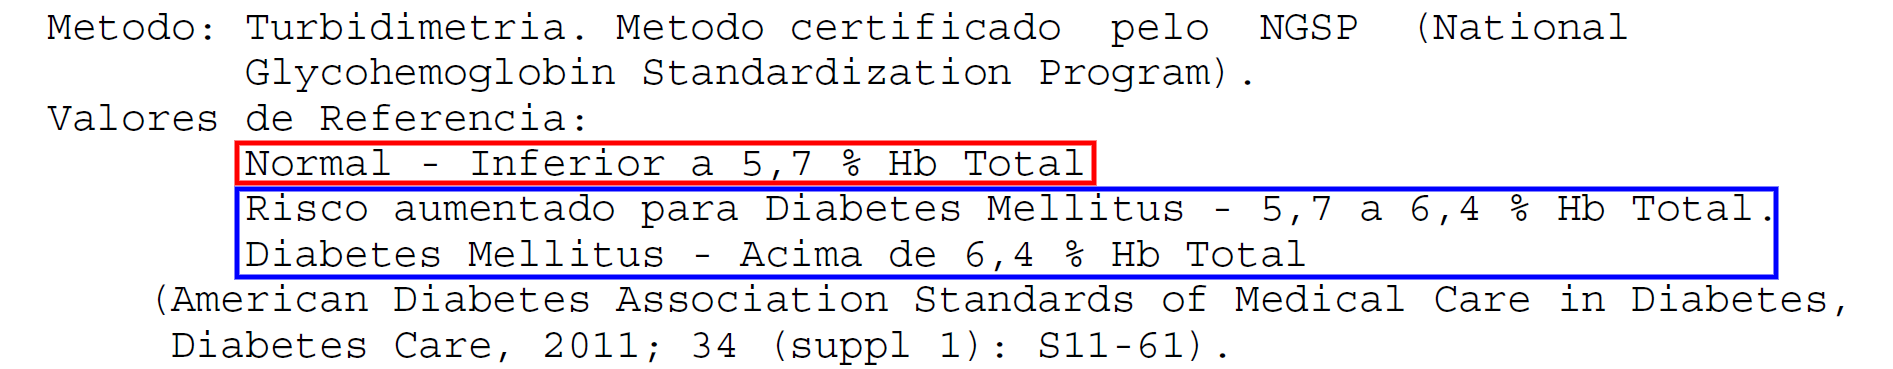 Metodo: Turbidimetria. Metodo certificado pelo NGSP (National
Glycohemoglobin Standardization Program).
Valores de Referencia:
Normal - Inferior a 5,7 % Hb Total
Risco aumentado para Diabetes Mellitus - 5,7 a 6,4 % Hb Total.
Diabetes Mellitus - Acima de 6,4 % Hb Total
(American Diabetes Association Standards of Medical Care in Diabetes,
Diabetes Care, 2011; 34 (suppl 1): S11-61).